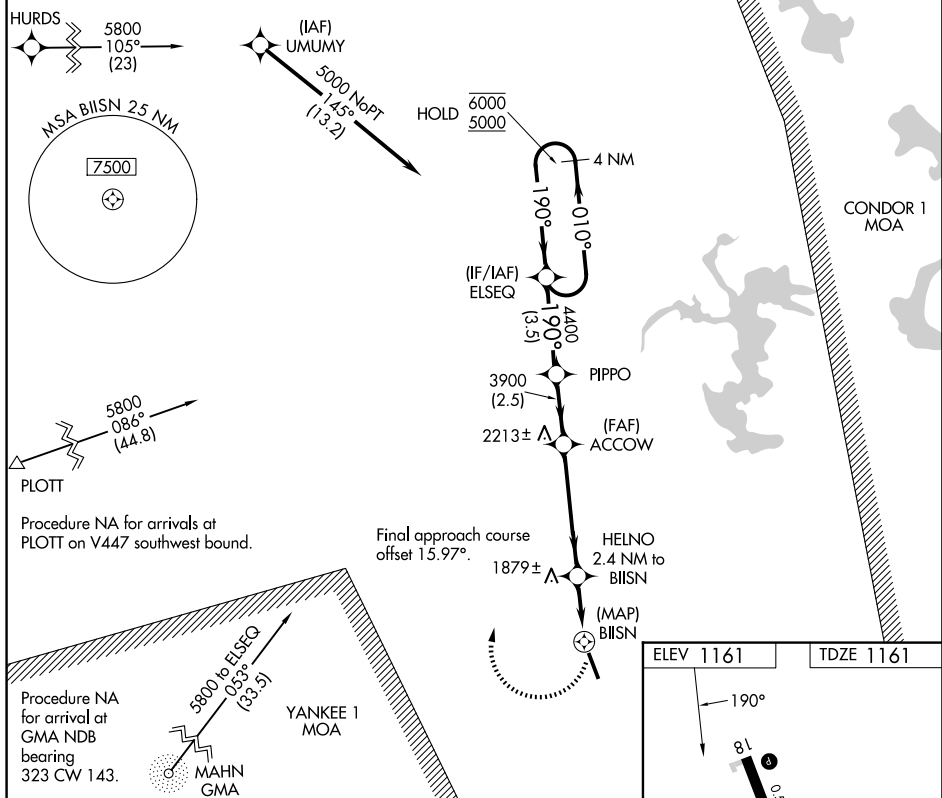 HURDS
5800
105°
(23)
(IAF)
UMUMY
5000 NoPT
145°
(13.2)
HOLD
6000
5000
4 NM
MSA BIISN 25 NM
7500
190°
010°
CONDOR 1
MOA
(IF/IAF)
ELSEQ
4400
190°
(3.5)
PIPPO
3900
(2.5)
5800
086°
(44.8)
PLOTT
2213±
(FAF)
ACCOW
Procedure NA for arrivals at
PLOTT on V447 southwest bound.
Final approach course
offset 15.97°.
1879±
HELNO
2.4 NM to
BIISN
(MAP)
BIISN
Procedure NA
for arrival at
GMA NDB
bearing
323 CW 143.
5800 to ELSEQ
053°
(33.5)
YANKEE 1
MOA
MAHN
GMA
ELEV 1161
TDZE 1161
190°
18
P